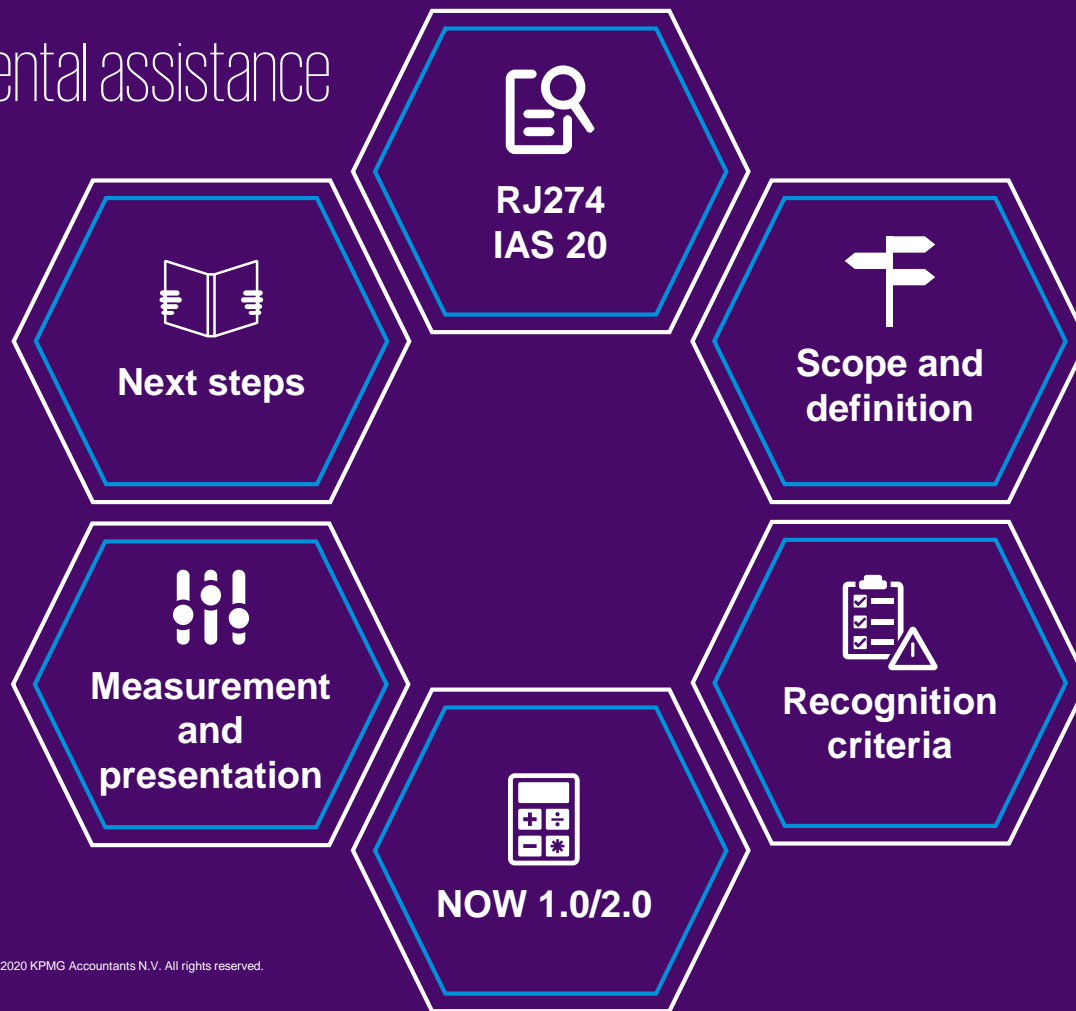 ental assistance
RJ274
IAS 20
Scope and
definition
Recognition
criteria
NOW 1.0/2.0
Measurement
and
presentation
Next steps
2020 KPMG Accountants N.V. All rights reserved.